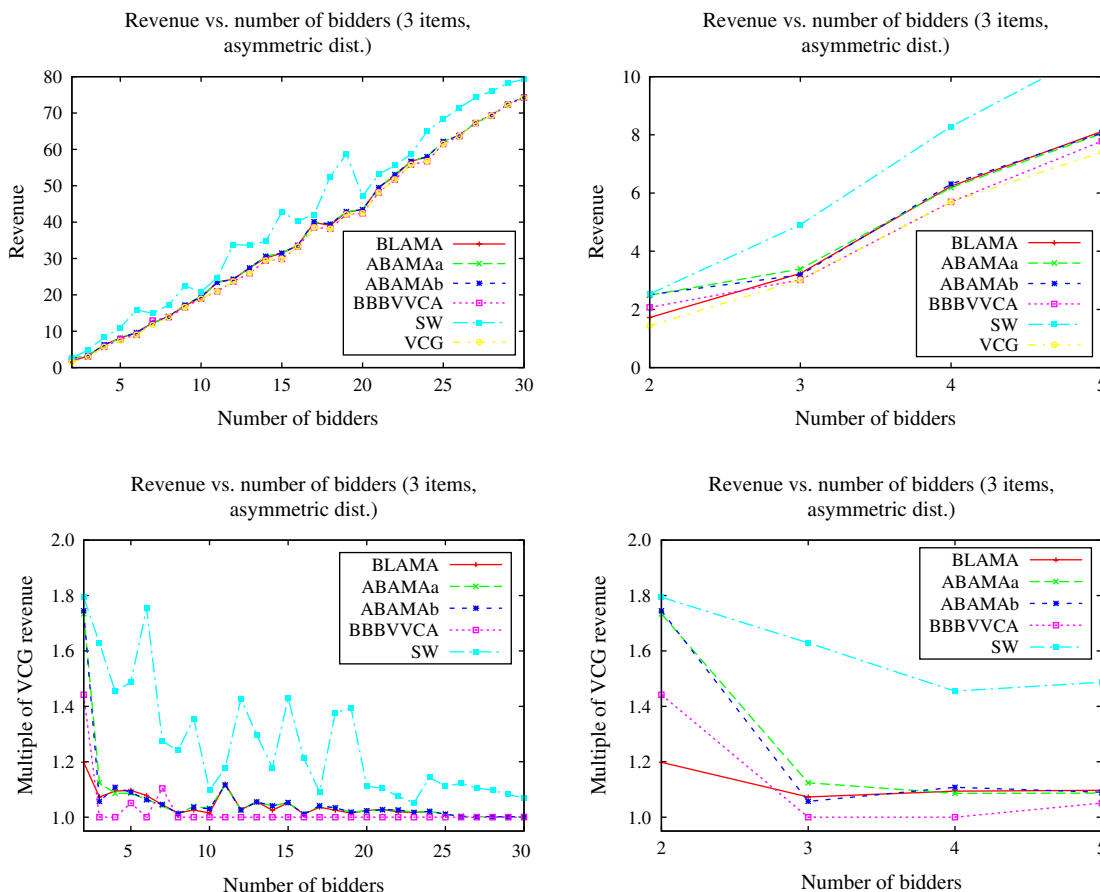 Revenue vs. number of bidders (3 items,
asymmetric dist.)
Revenue
80
70
60
50
40
30
20
10
0
BLAMA
ABAMAa
ABAMAb
BBBVVCA
SW
VCG
5
10
15
20
25
30
Number of bidders
Revenue vs. number of bidders (3 items,
asymmetric dist.)
Revenue
10
8
6
4
2
0
BLAMA
ABAMAa
ABAMAb
BBBVVCA
SW
VCG
2
3
4
5
Number of bidders
Revenue vs. number of bidders (3 items,
asymmetric dist.)
Multiple of VCG revenue
2.0
1.8
1.6
1.4
1.2
1.0
BLAMA
ABAMAa
ABAMAb
BBBVVCA
SW
5
10
15
20
25
30
Number of bidders
Revenue vs. number of bidders (3 items,
asymmetric dist.)
Multiple of VCG revenue
2.0
1.8
1.6
1.4
1.2
1.0
BLAMA
ABAMAa
ABAMAb
BBBVVCA
SW
2
3
4
5
Number of bidders